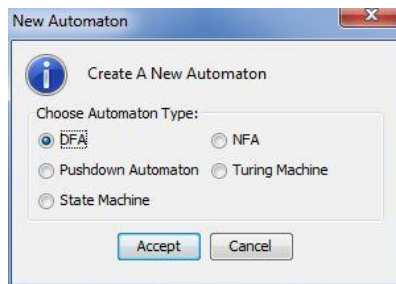 New Automaton
Create A New Automaton
Choose Automaton Type:
DFA NFA
Pushdown Automaton Turing Machine
State Machine
Accept Cancel